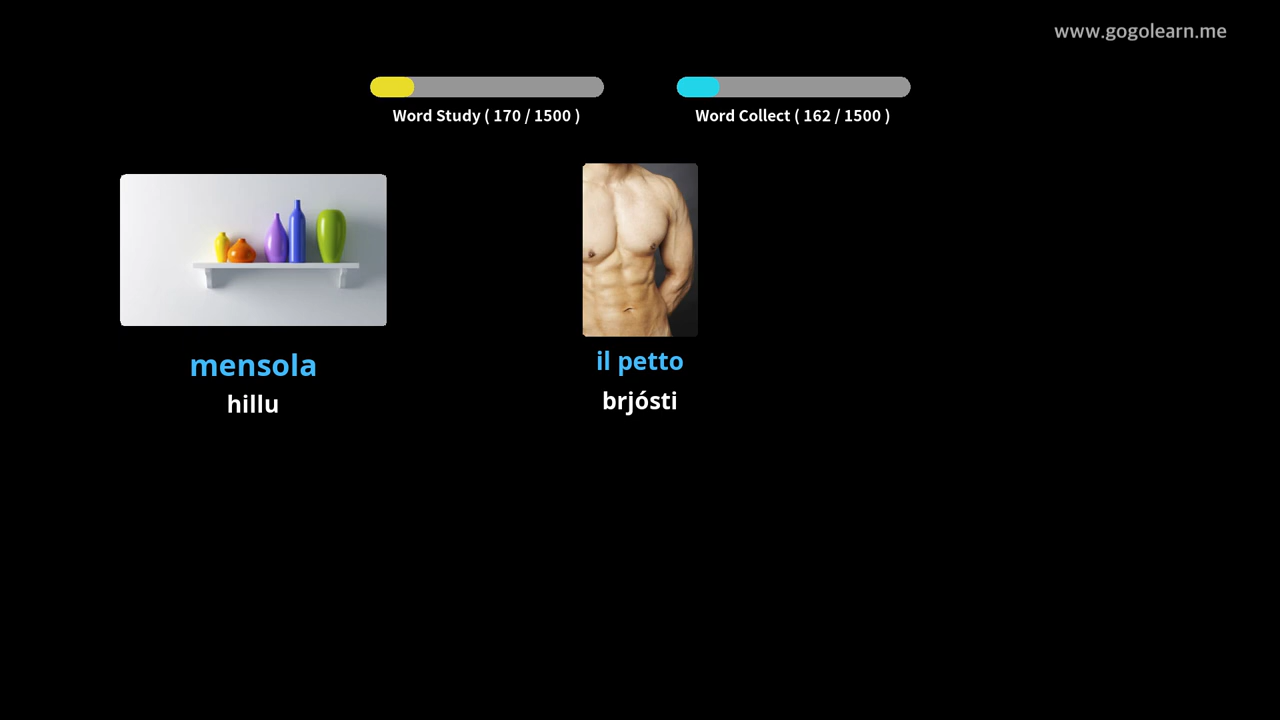 www.gogolearn.me
Word Study ( 170 / 1500 )
Word Collect ( 162 / 1500 )
mensola
hillu
il petto
brjósti